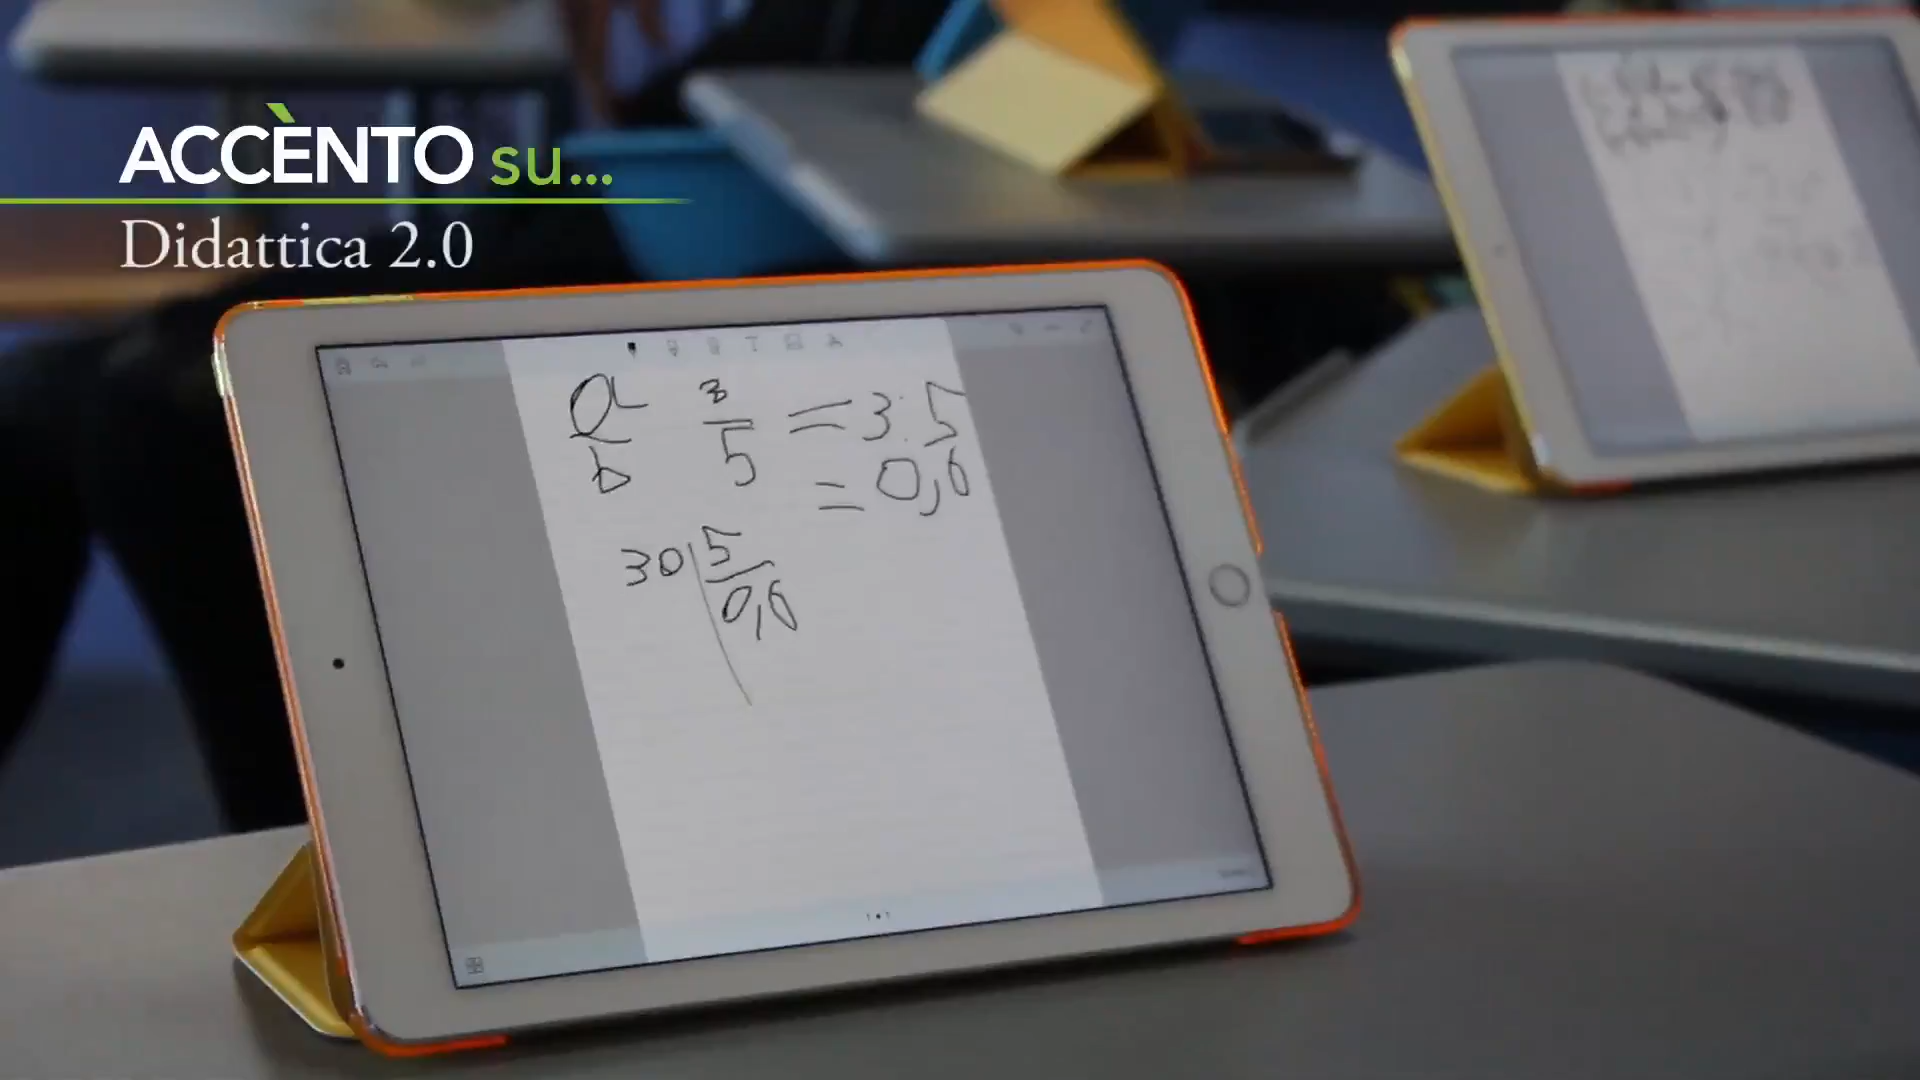 ACCÈNTO su...
Didattica 2.0
a/b 3/5 = 3:5
= 0,6
30 | 5
0,6